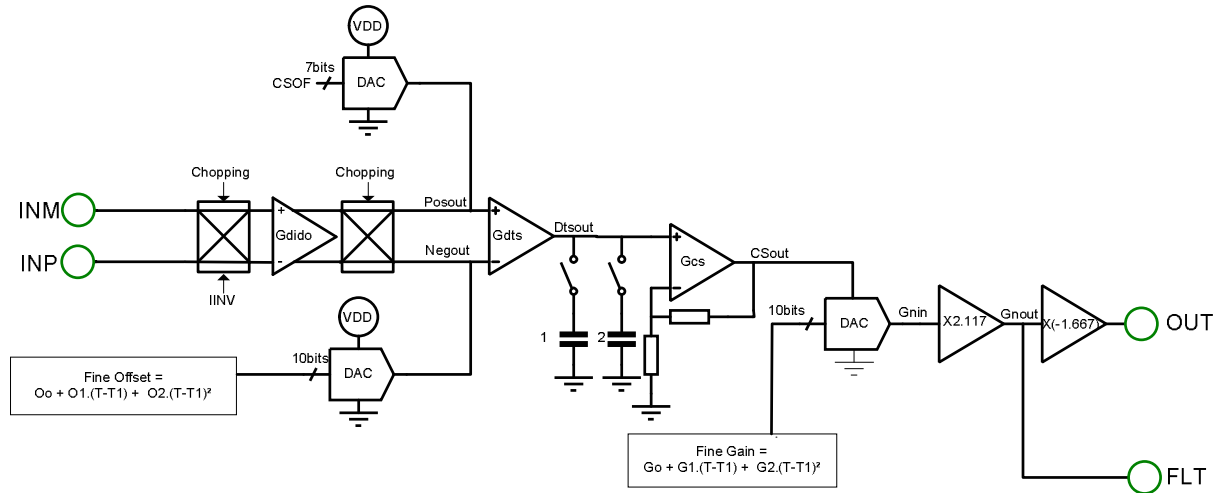 VDD
7bits
CSOF
DAC
Chopping
Chopping
INM
Posout
Dtsout
+
+
+
Gdido
Gdts
Gcs
CSout
INP
Negout
-
−
−
IINV
VDD
10bits
DAC
Gnin
X2.117
Gnout
X(-1.667)
OUT
1
2
10bits
DAC
Fine Offset =
Oo + O1.(T-T1) + O2.(T-T1)²
Fine Gain =
Go + G1.(T-T1) + G2.(T-T1)²
FLT